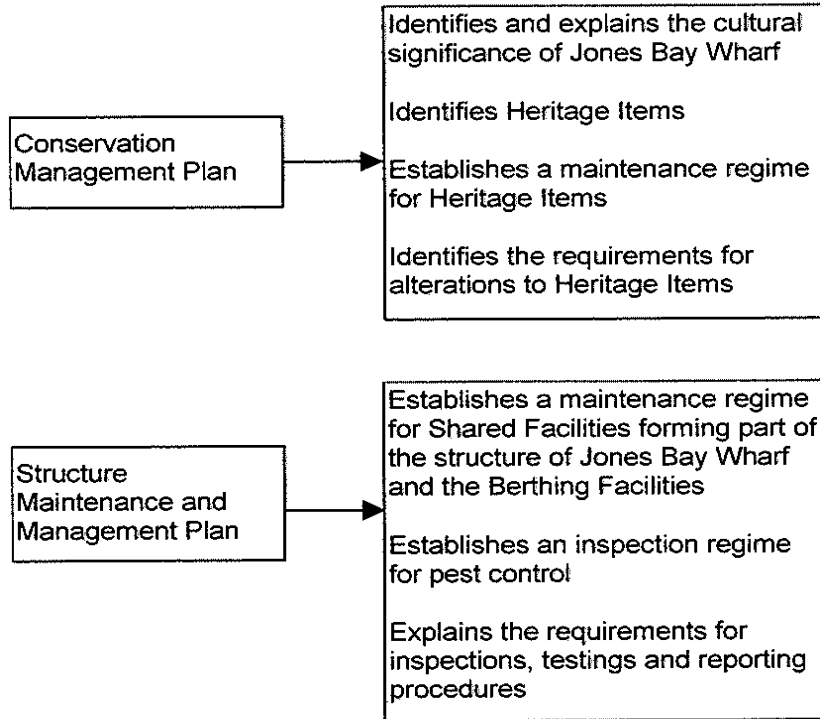 Conservation
Management Plan
Identifies and explains the cultural
significance of Jones Bay Wharf
Identifies Heritage Items
Establishes a maintenance regime
for Heritage Items
Identifies the requirements for
alterations to Heritage Items
Structure
Maintenance and
Management Plan
Establishes a maintenance regime
for Shared Facilities forming part of
the structure of Jones Bay Wharf
and the Berthing Facilities
Establishes an inspection regime
for pest control
Explains the requirements for
inspections, testings and reporting
procedures